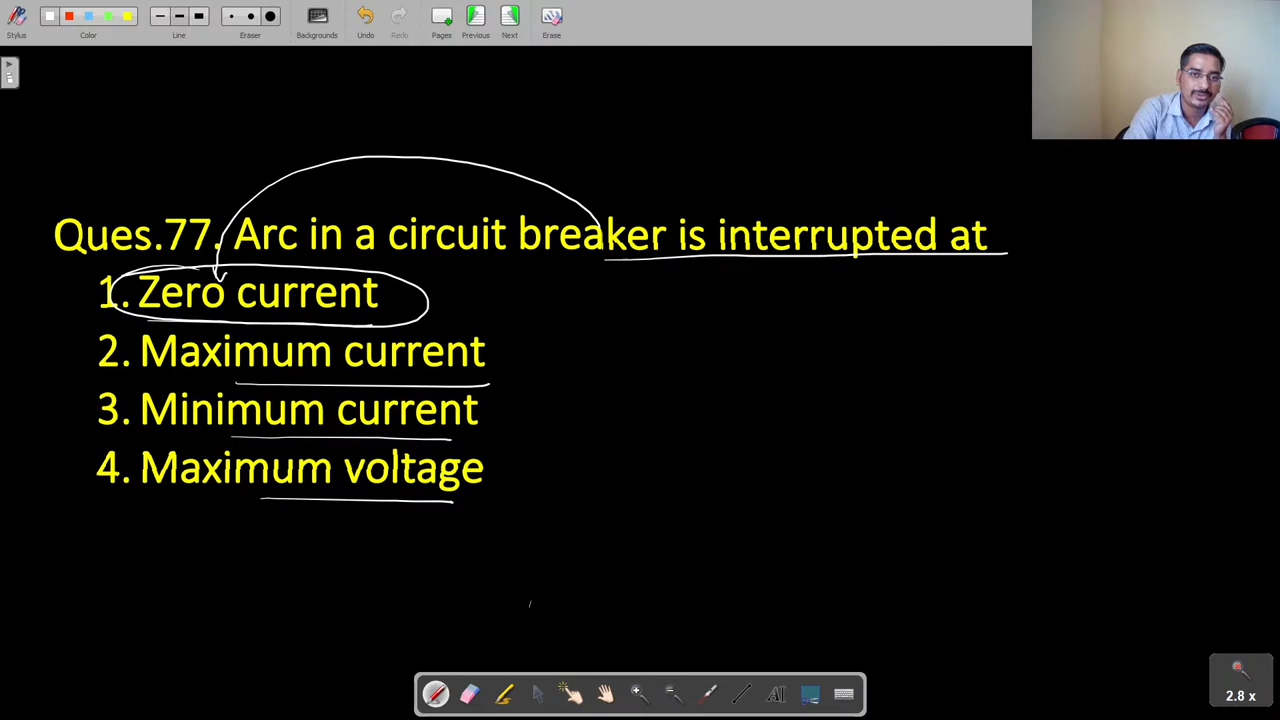 Stylus
Color
Line
Eraser
Backgrounds
Undo
Redo
Pages
Previous
Next
Erase
Ques.77. Arc in a circuit breaker is interrupted at
1. Zero current
2. Maximum current
3. Minimum current
4. Maximum voltage
2.8 x